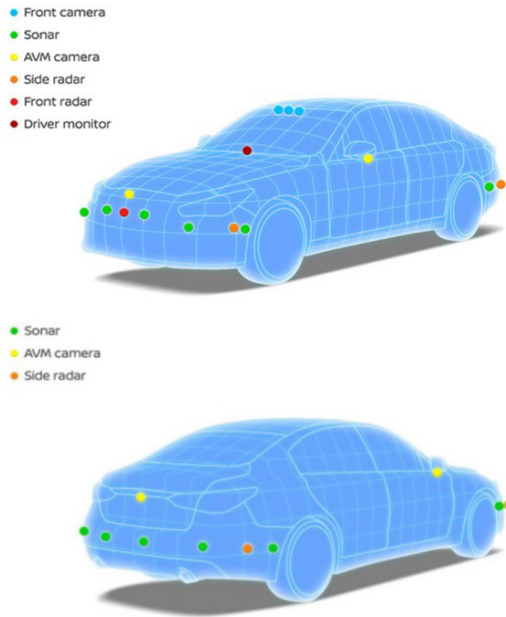 Front camera
Sonar
AVM camera
Side radar
Front radar
Driver monitor
Sonar
AVM camera
Side radar